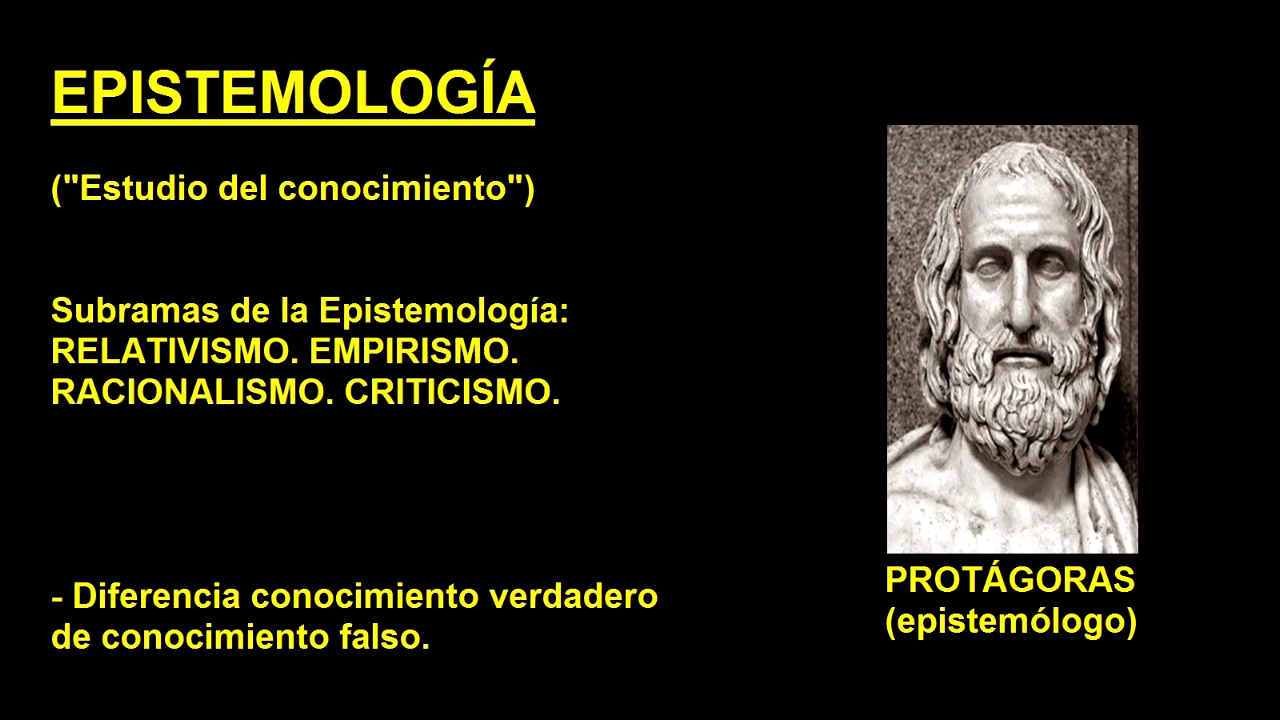 EPISTEMOLOGÍA
("Estudio del conocimiento")
Subramas de la Epistemología:
RELATIVISMO. EMPIRISMO.
RACIONALISMO. CRITICISMO.
- Diferencia conocimiento verdadero
de conocimiento falso.
PROTÁGORAS
(epistemólogo)